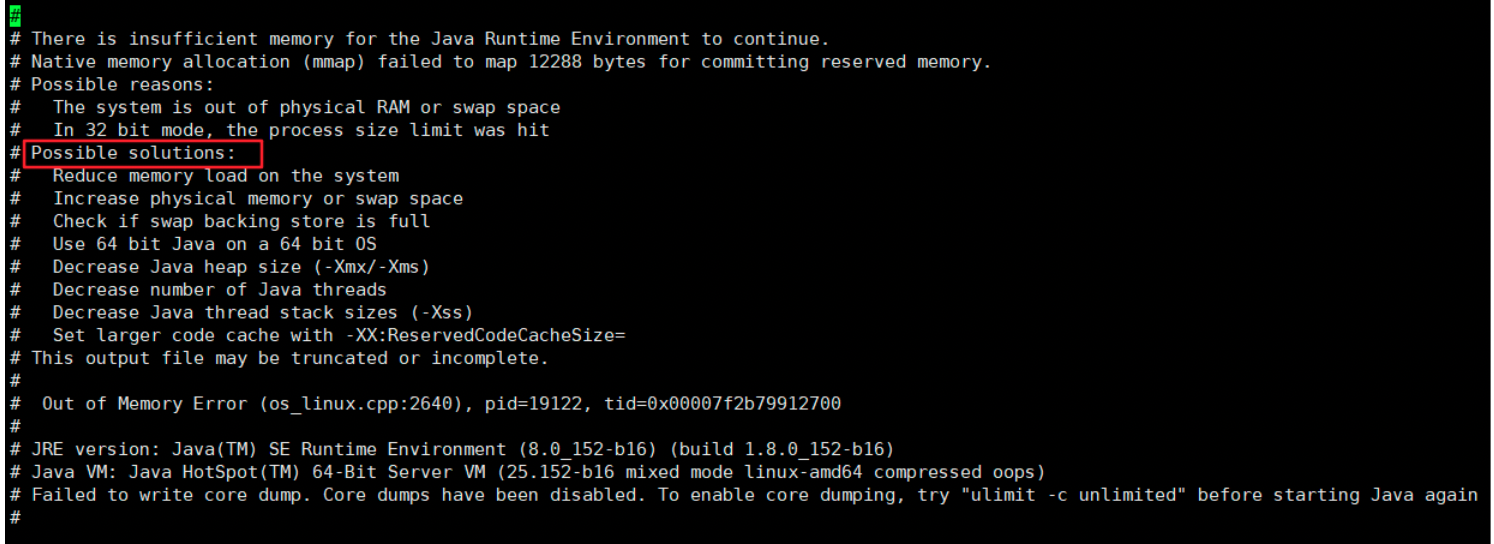 #
# There is insufficient memory for the Java Runtime Environment to continue.
# Native memory allocation (mmap) failed to map 12288 bytes for committing reserved memory.
# Possible reasons:
#   The system is out of physical RAM or swap space
#   In 32 bit mode, the process size limit was hit
# Possible solutions:
#   Reduce memory load on the system
#   Increase physical memory or swap space
#   Check if swap backing store is full
#   Use 64 bit Java on a 64 bit OS
#   Decrease Java heap size (-Xmx/-Xms)
#   Decrease number of Java threads
#   Decrease Java thread stack sizes (-Xss)
#   Set larger code cache with -XX:ReservedCodeCacheSize=
# This output file may be truncated or incomplete.
#
#  Out of Memory Error (os_linux.cpp:2640), pid=19122, tid=0x00007f2b79912700
#
# JRE version: Java(TM) SE Runtime Environment (8.0_152-b16) (build 1.8.0_152-b16)
# Java VM: Java HotSpot(TM) 64-Bit Server VM (25.152-b16 mixed mode linux-amd64 compressed oops)
# Failed to write core dump. Core dumps have been disabled. To enable core dumping, try "ulimit -c unlimited" before starting Java again
#